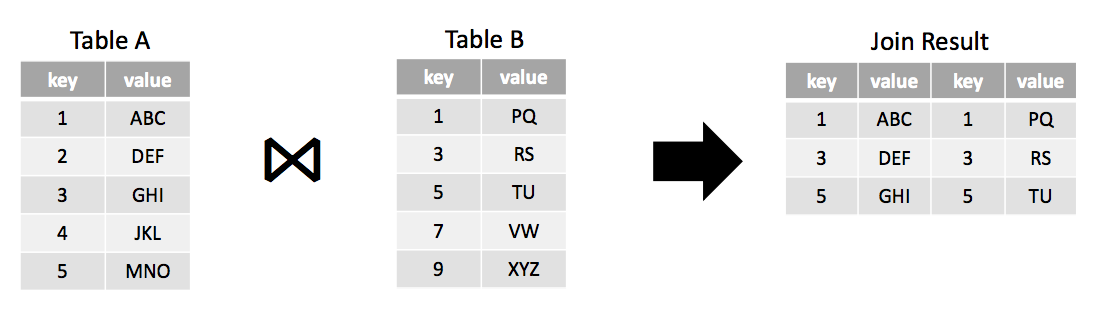 Table A
key value
1 ABC
2 DEF
3 GHI
4 JKL
5 MNO
Table B
key value
1 PQ
3 RS
5 TU
7 VW
9 XYZ
Join Result
key value key value
1 ABC 1 PQ
3 DEF 3 RS
5 GHI 5 TU